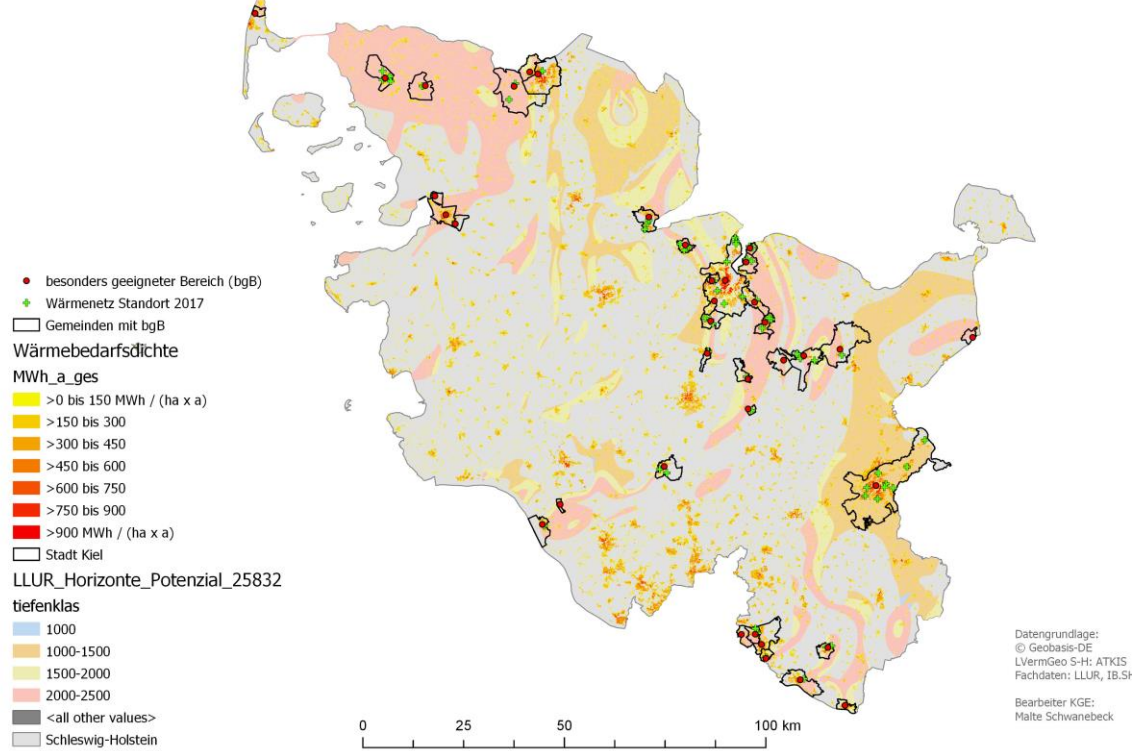 besonders geeigneter Bereich (bgB)
Wärmenetz Standort 2017
Gemeinden mit bgB
Wärmebedarfsdichte
MWh_a_ges
>0 bis 150 MWh / (ha x a)
>150 bis 300
>300 bis 450
>450 bis 600
>600 bis 750
>750 bis 900
>900 MWh / (ha x a)
Stadt Kiel
LLUR_Horizonte_Potenzial_25832
tiefenklas
1000
1000-1500
1500-2000
2000-2500
<all other values>
Schleswig-Holstein
0 25 50 100 km
Datengrundlage:
© Geobasis-DE
LVermGeo S-H: ATKIS
Fachdaten: LLUR, IB.SH
Bearbeiter KGE:
Malte Schwanebeck